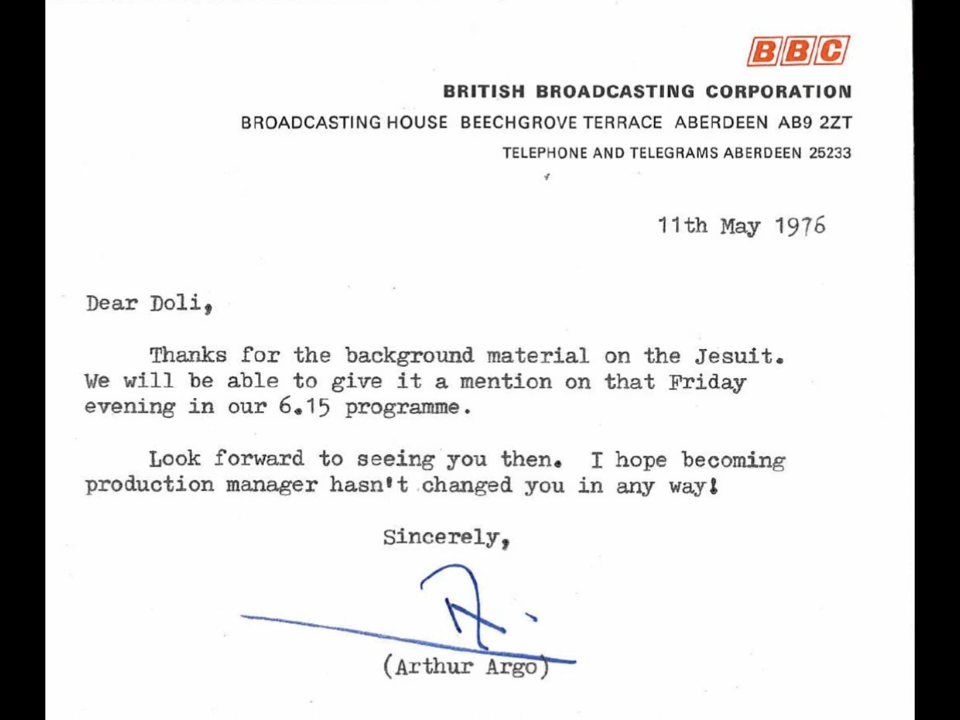 BBC
BRITISH BROADCASTING CORPORATION
BROADCASTING HOUSE BEECHGROVE TERRACE ABERDEEN AB9 2ZT
TELEPHONE AND TELEGRAMS ABERDEEN 25233
11th May 1976
Dear Doli,
Thanks for the background material on the Jesuit.
We will be able to give it a mention on that Friday
evening in our 6.15 programme.
Look forward to seeing you then. I hope becoming
production manager hasn't changed you in any way!
Sincerely,
(Arthur Argo)